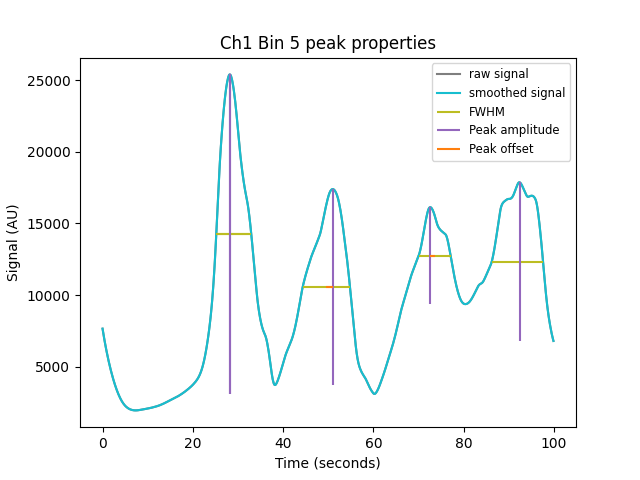 Ch1 Bin 5 peak properties
raw signal
smoothed signal
FWHM
Peak amplitude
Peak offset
25000
20000
15000
10000
5000
Signal (AU)
0 20 40 60 80 100
Time (seconds)